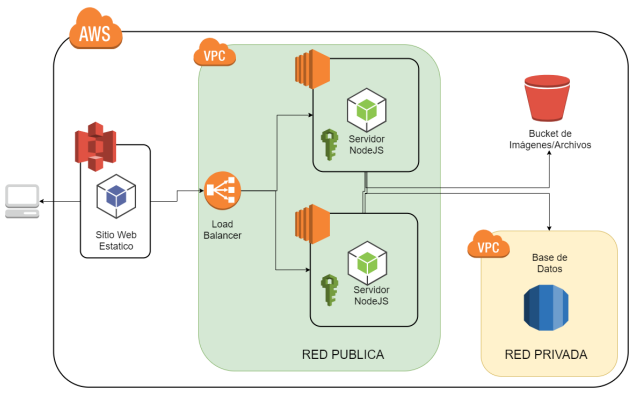 AWS
VPC
Servidor
NodeJS
Bucket de
Imágenes/Archivos
Sitio Web
Estatico
Load
Balancer
Servidor
NodeJS
VPC
Base de
Datos
RED PUBLICA
RED PRIVADA